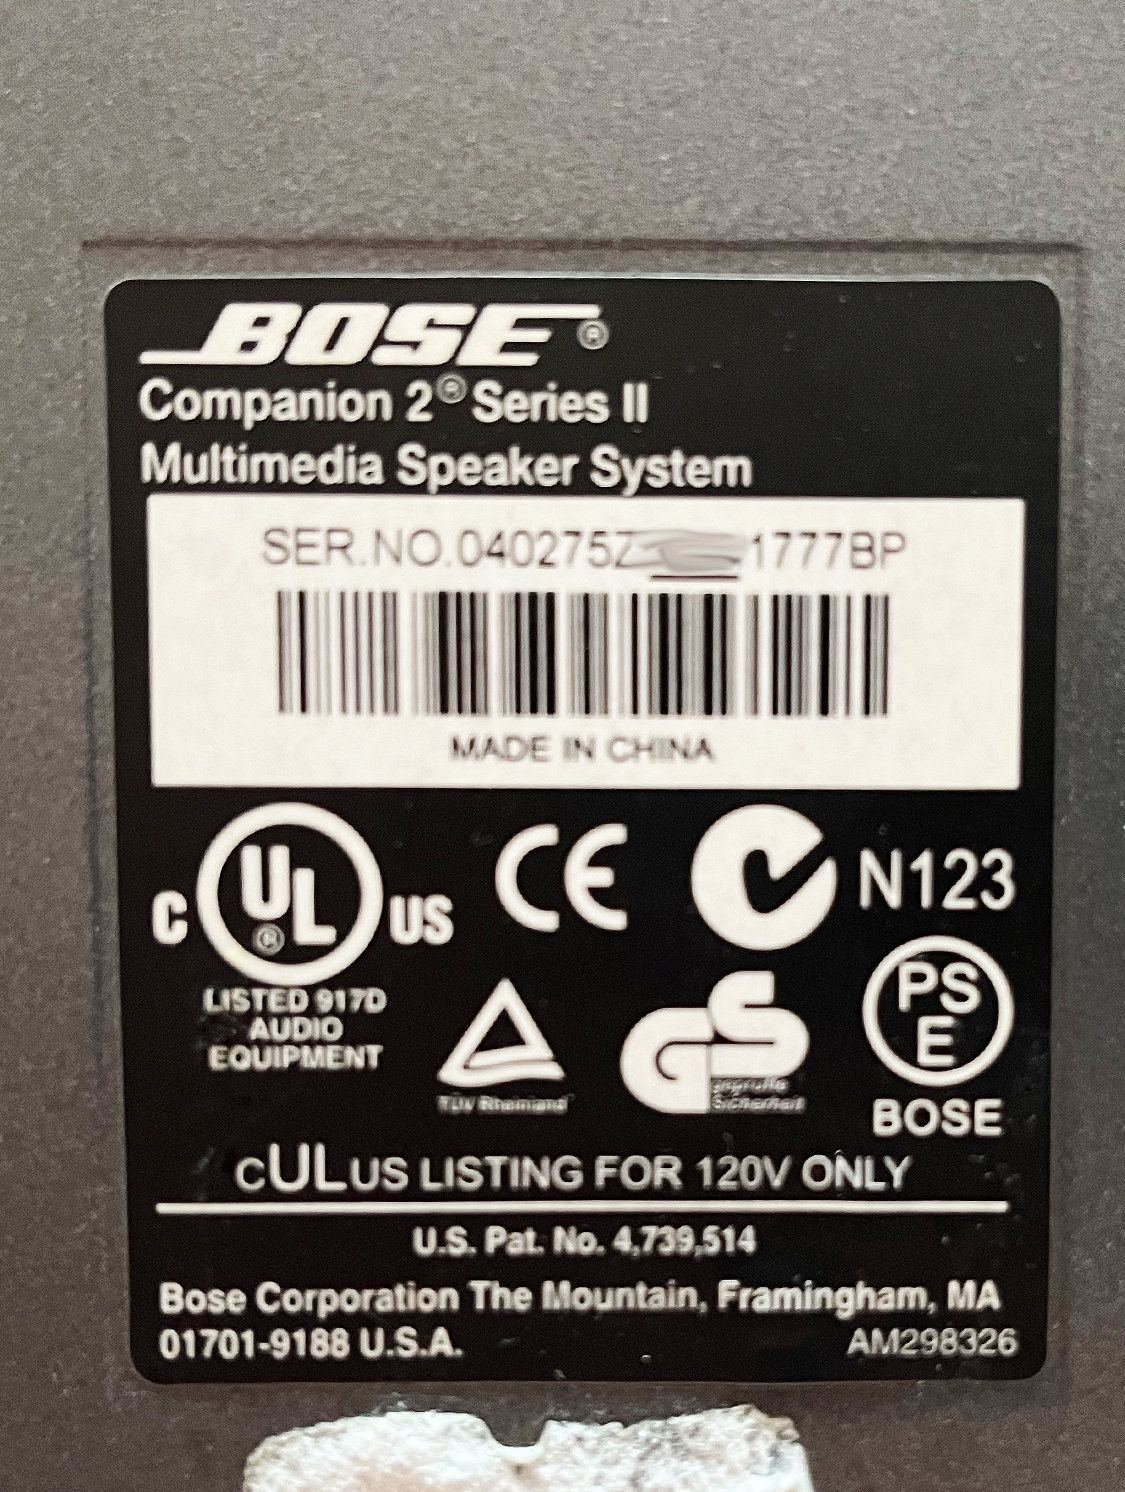 BOSE®
Companion 2® Series II
Multimedia Speaker System
SER.NO.040275Z 1777BP
MADE IN CHINA
C UL® US
LISTED 917D
AUDIO
EQUIPMENT
CE
N123
TÜV Rheinland
GS
geprüfte
Sicherheit
PS
E
BOSE
cULus LISTING FOR 120V ONLY
U.S. Pat. No. 4,739,514
Bose Corporation The Mountain, Framingham, MA
01701-9188 U.S.A.
AM298326